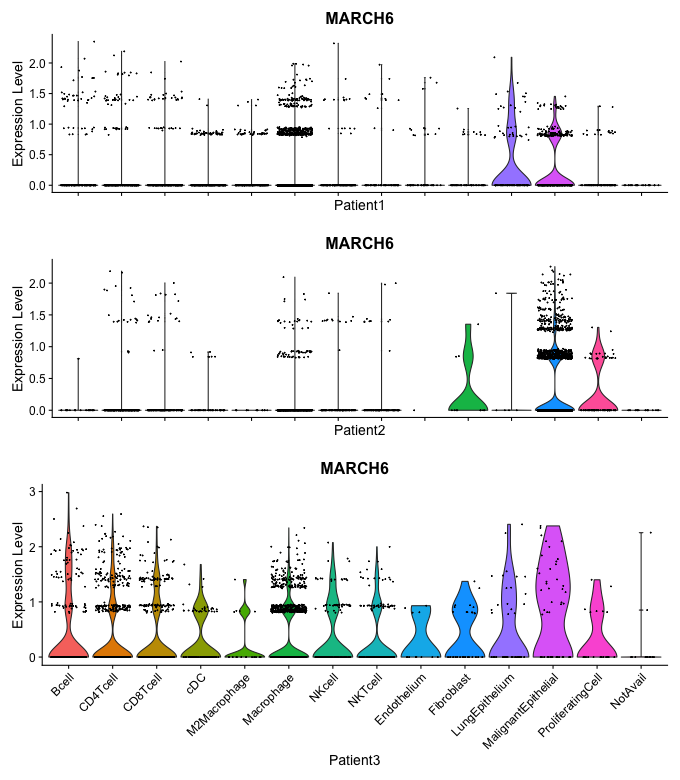 MARCH6
Expression Level
2.0
1.5
1.0
0.5
0.0
Patient1
MARCH6
Expression Level
2.0
1.5
1.0
0.5
0.0
Patient2
MARCH6
Expression Level
3
2
1
0
Bcell
CD4Tcell
CD8Tcell
cDC
M2Macrophage
Macrophage
NKcell
NKTcell
Endothelium
Fibroblast
LungEpithelium
MalignantEpithelial
ProliferatingCell
NotAvail
Patient3